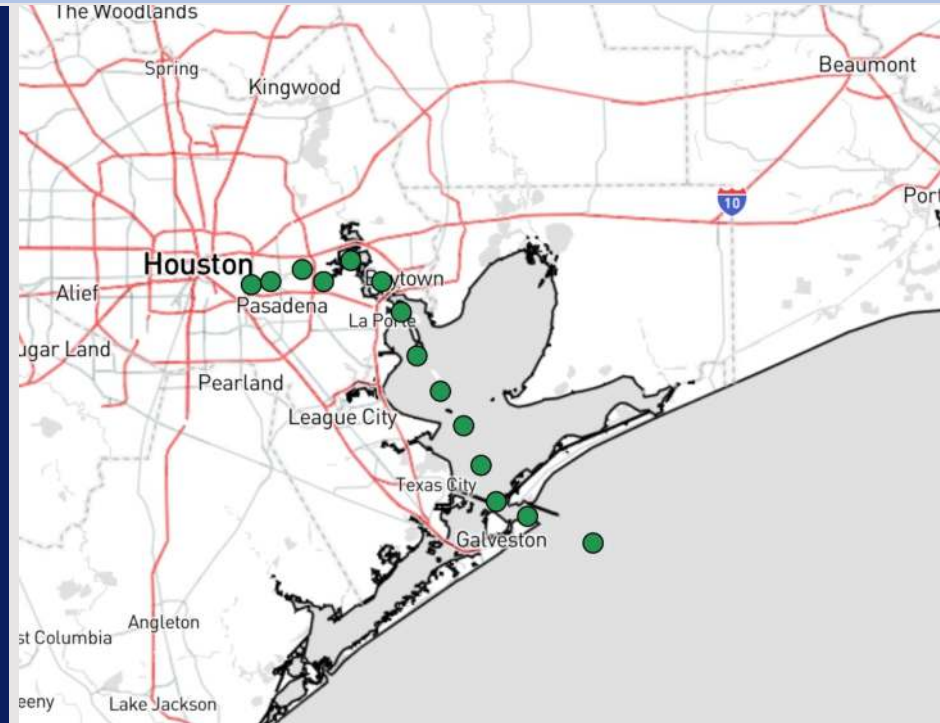 The Woodlands
Spring
Kingwood
Beaumont
10
Port
Houston
Alief
Baytown
Pasadena
La Porte
ugar Land
Pearland
League City
Texas City
Galveston
Angleton
st Columbia
eeny
Lake Jackson